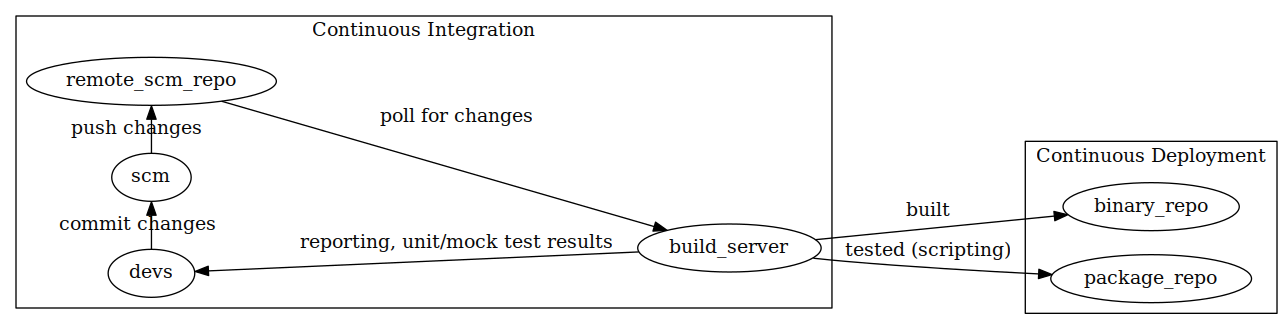 Continuous Integration
remote_scm_repo
poll for changes
push changes
scm
commit changes
reporting, unit/mock test results
build_server
devs
built
tested (scripting)
Continuous Deployment
binary_repo
package_repo